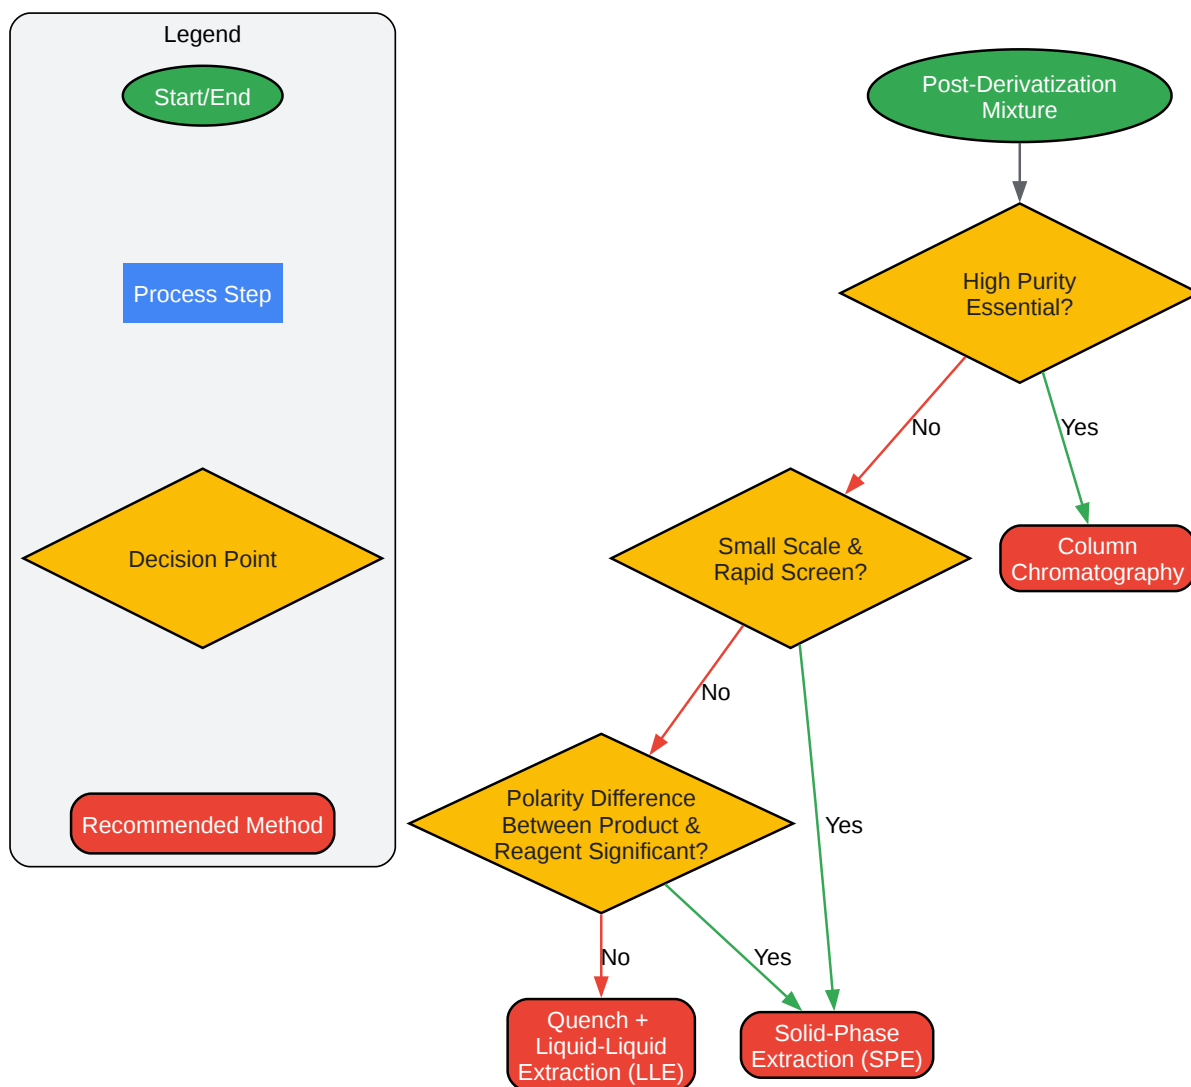 Legend
Start/End
Process Step
Decision Point
Recommended Method
Post-Derivatization
Mixture
High Purity
Essential?
No
Yes
Small Scale &
Rapid Screen?
Column
Chromatography
No
Yes
Polarity Difference
Between Product &
Reagent Significant?
No
Yes
Quench +
Liquid-Liquid
Extraction (LLE)
Solid-Phase
Extraction (SPE)